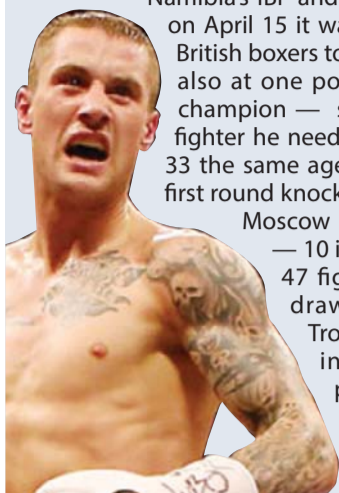 Namibia's IBF and
on April 15 it wa
British boxers to
also at one po
champion — s
fighter he need
33 the same age
first round knock
Moscow
— 10 i
47 fig
draw
Tro
in
p